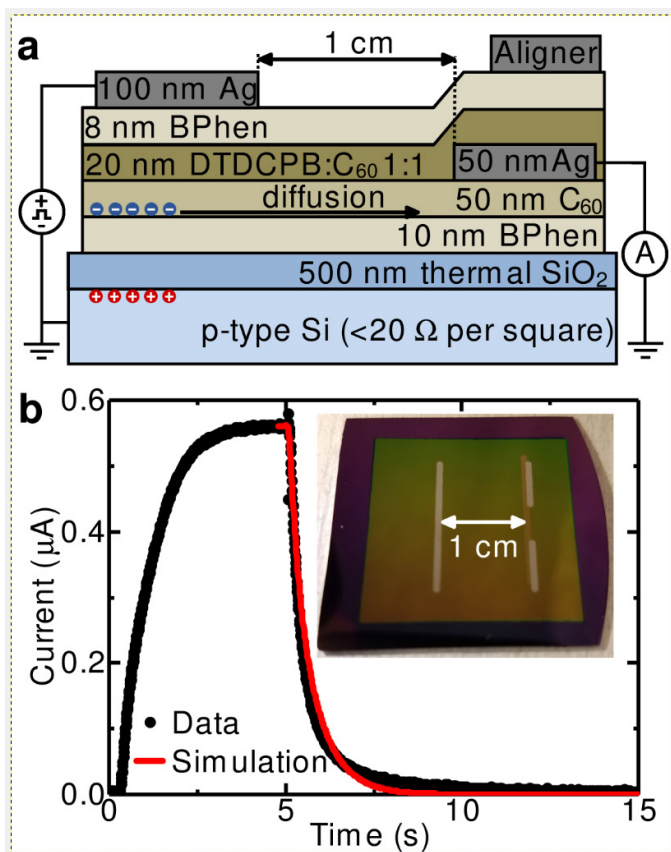 a
1 cm
Aligner
100 nm Ag
8 nm BPhen
20 nm DTDCPB:C₆₀ 1:1
50 nm Ag
diffusion
50 nm C₆₀
10 nm BPhen
+
-
A
500 nm thermal SiO₂
p-type Si (<20 Ω per square)
b
0.6
0.4
0.2
0.0
Current (μA)
1 cm
Data
Simulation
0
5
10
15
Time (s)